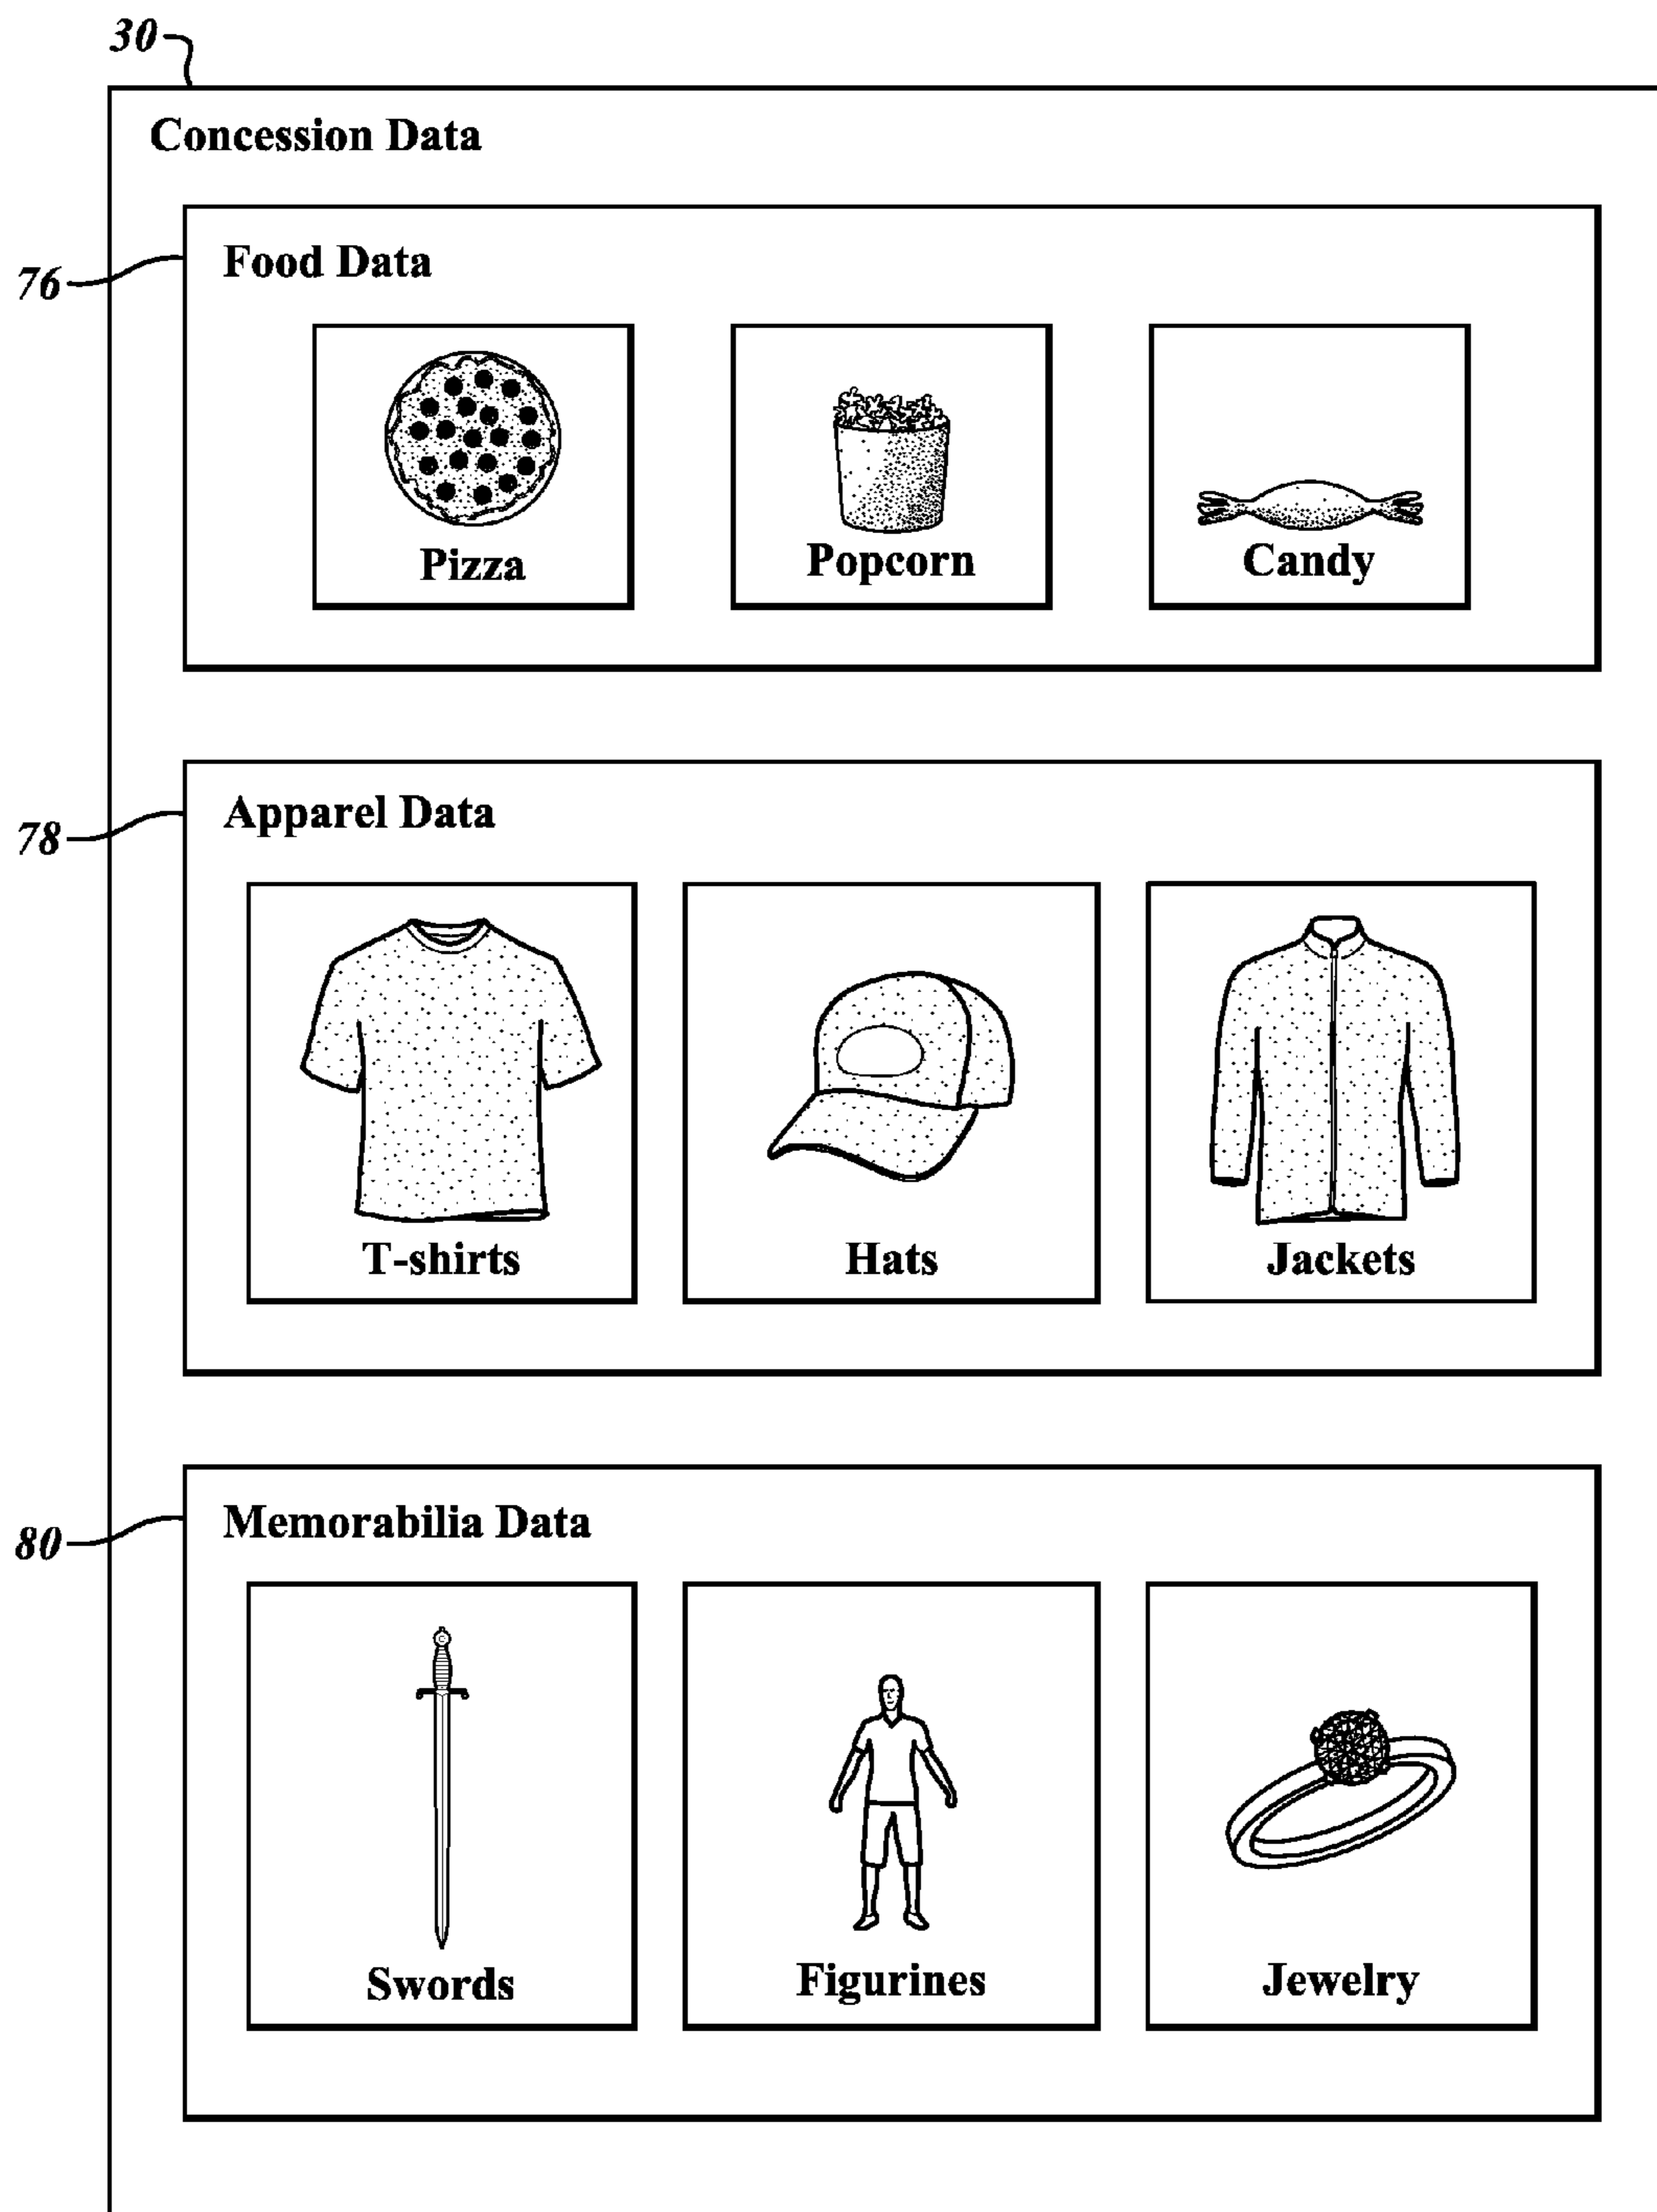 30
Concession Data
76
Food Data
Pizza
Popcorn
Candy
78
Apparel Data
T-shirts
Hats
Jackets
80
Memorabilia Data
Swords
Figurines
Jewelry